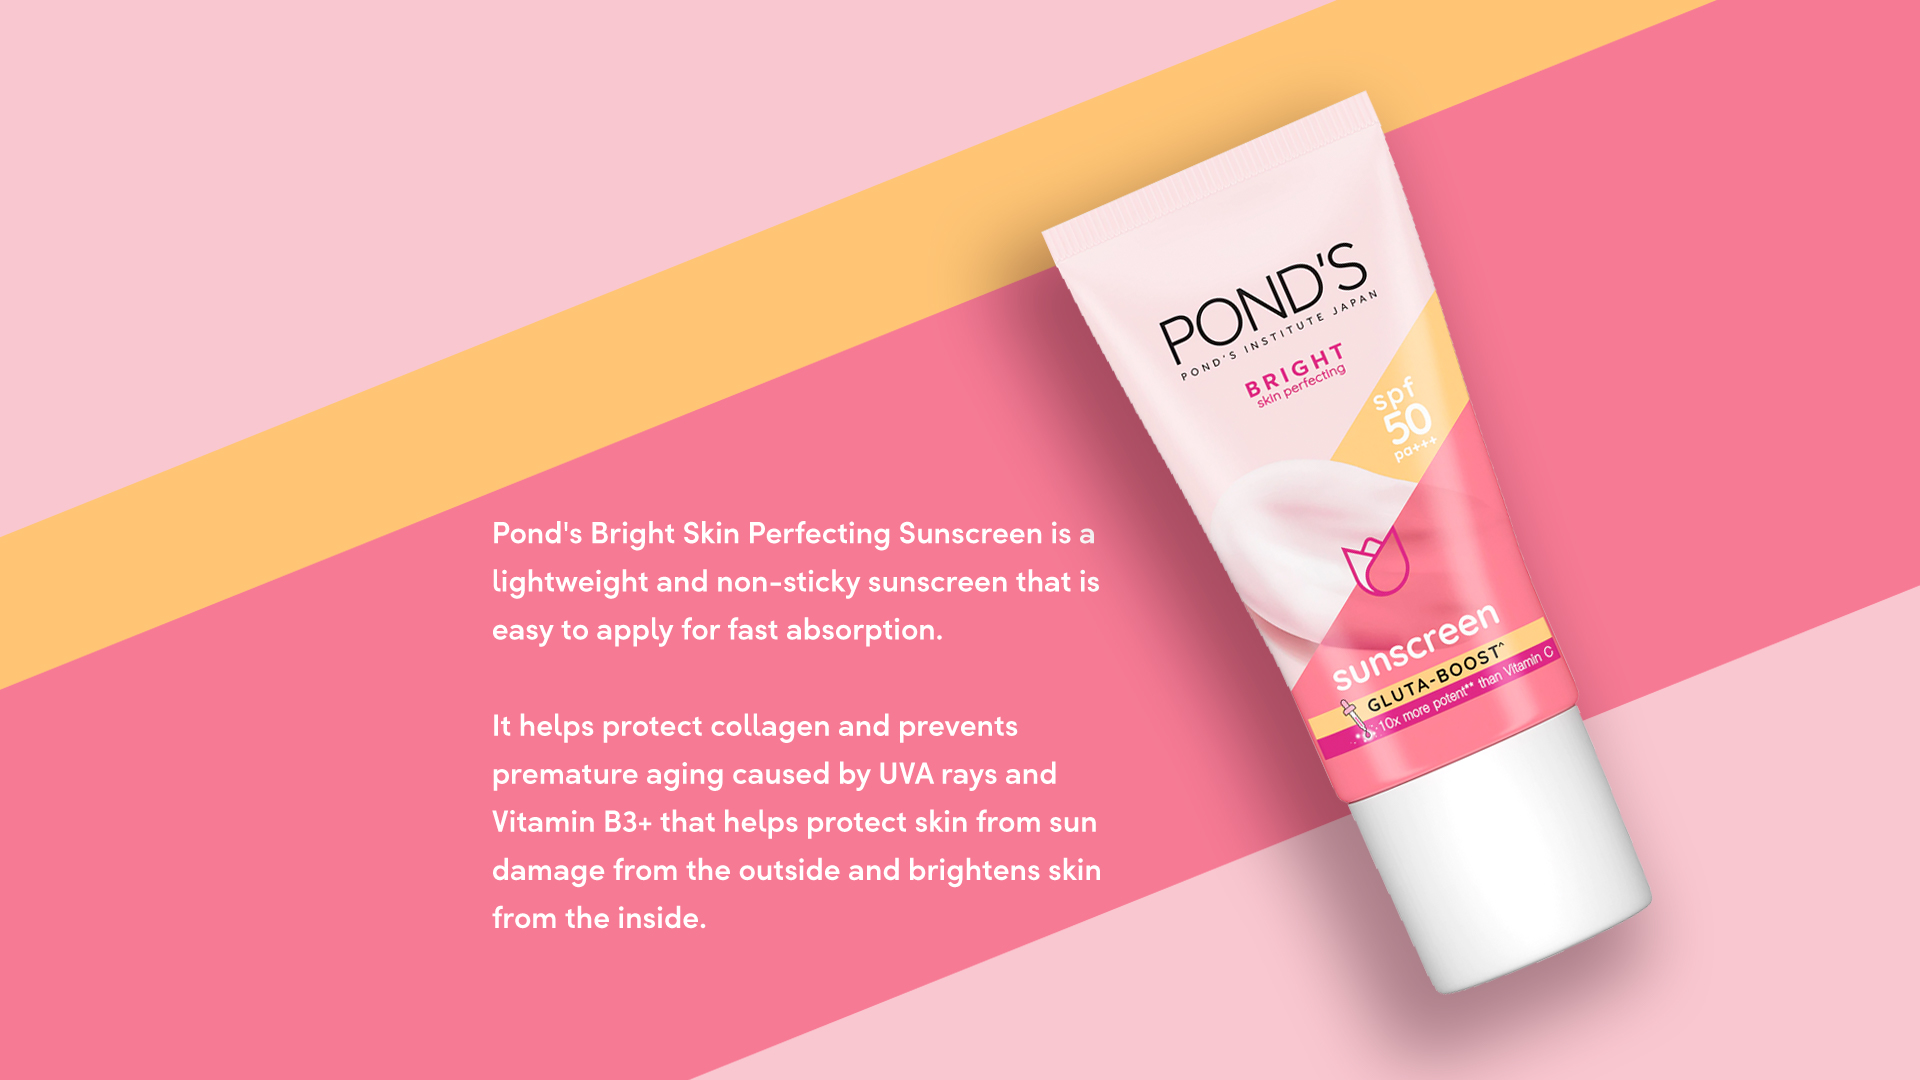 Pond's Bright Skin Perfecting Sunscreen is a
lightweight and non-sticky sunscreen that is
easy to apply for fast absorption.
It helps protect collagen and prevents
premature aging caused by UVA rays and
Vitamin B3+ that helps protect skin from sun
damage from the outside and brightens skin
from the inside.
POND'S
POND'S INSTITUTE JAPAN
BRIGHT
skin perfecting
spf
50
pa+++
sunscreen
GLUTA-BOOST^
10x more potent** than Vitamin C